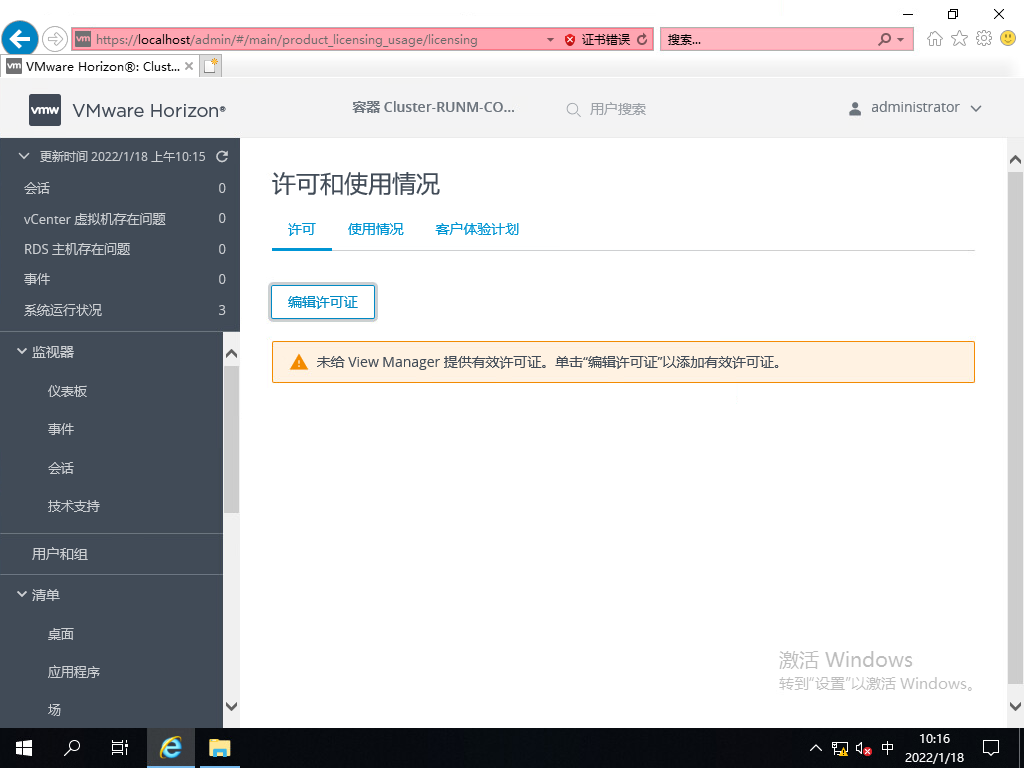 https://localhost/admin/#/main/product_licensing_usage/licensing
证书错误
搜索...
vm VMware Horizon®: Clust...
vmw VMware Horizon®
容器 Cluster-RUNM-CO...
用户搜索
administrator
更新时间 2022/1/18 上午10:15
会话 0
vCenter 虚拟机存在问题 0
RDS 主机存在问题 0
事件 0
系统运行状况 3
监视器
仪表板
事件
会话
技术支持
用户和组
清单
桌面
应用程序
场
许可和使用情况
许可 使用情况 客户体验计划
编辑许可证
未给 View Manager 提供有效许可证。单击“编辑许可证”以添加有效许可证。
激活 Windows
转到“设置”以激活 Windows。
中
10:16
2022/1/18